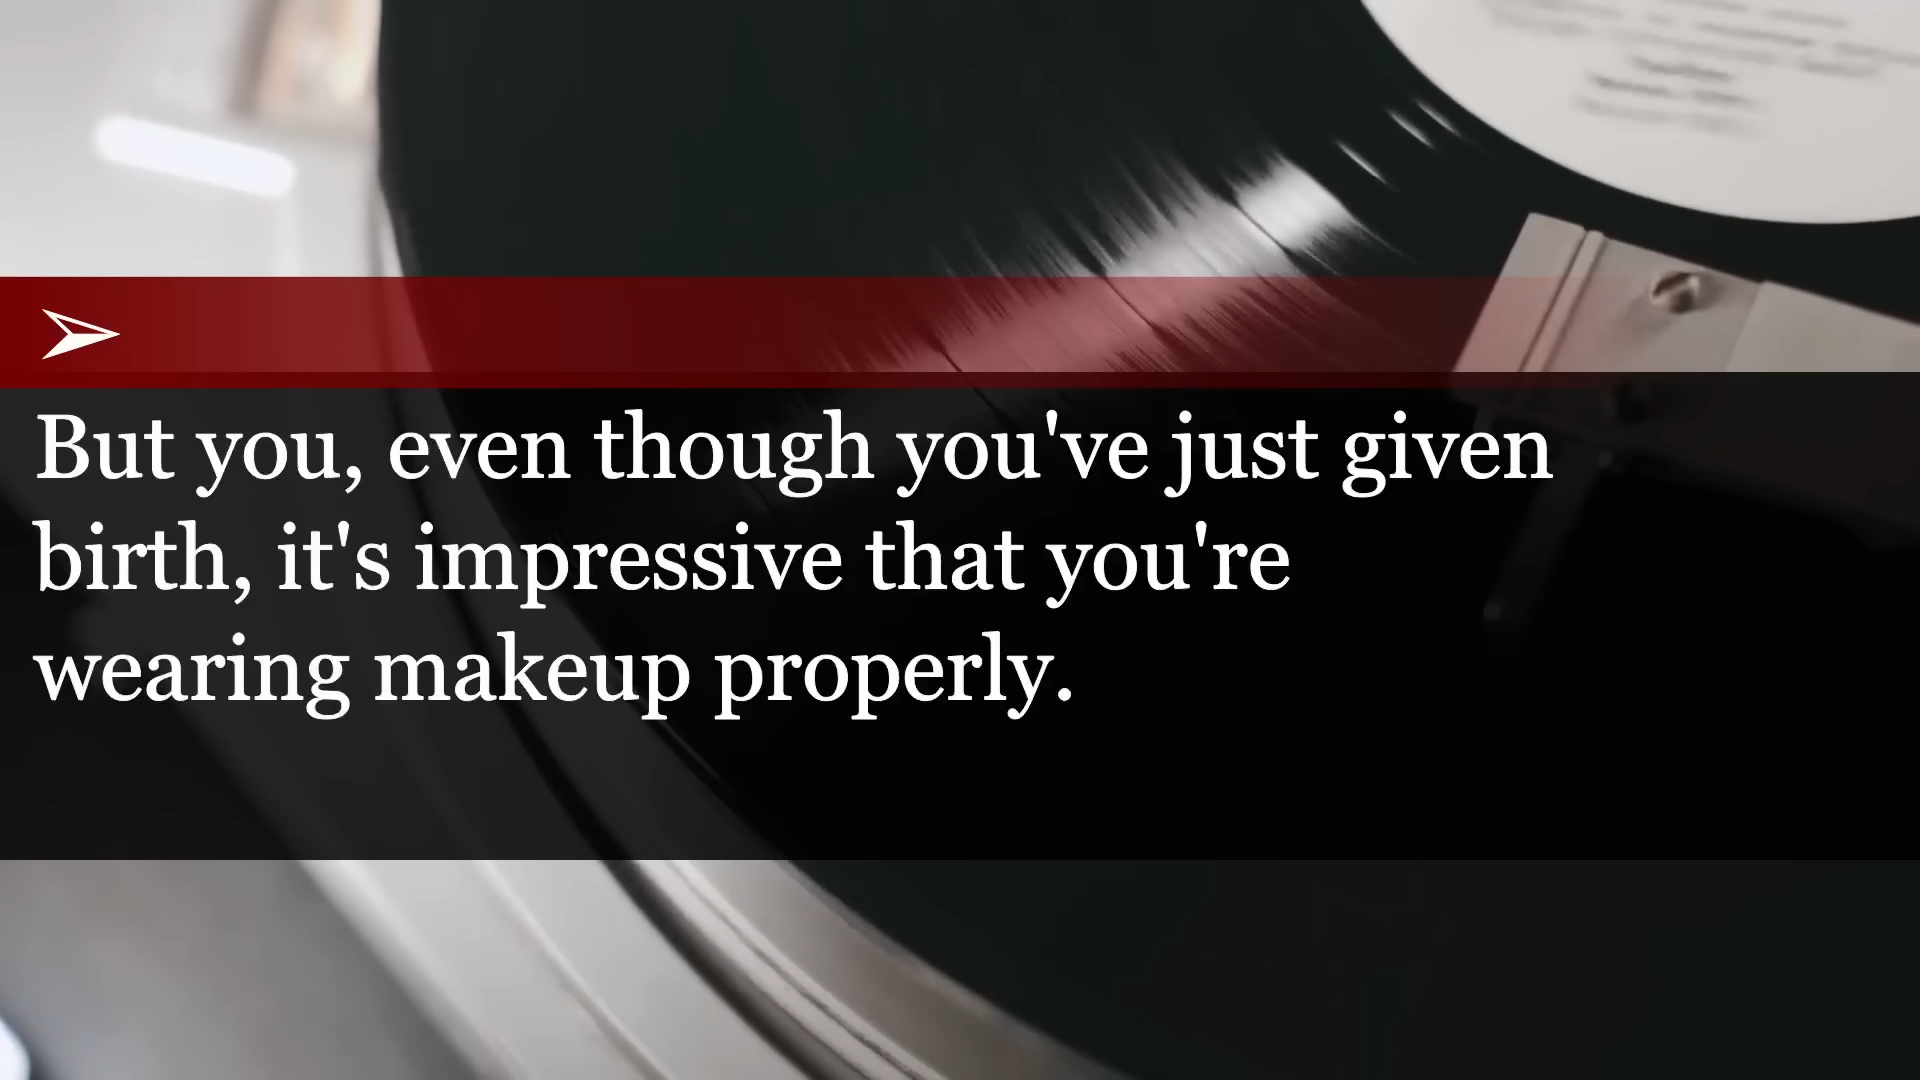 But you, even though you've just given
birth, it's impressive that you're
wearing makeup properly.